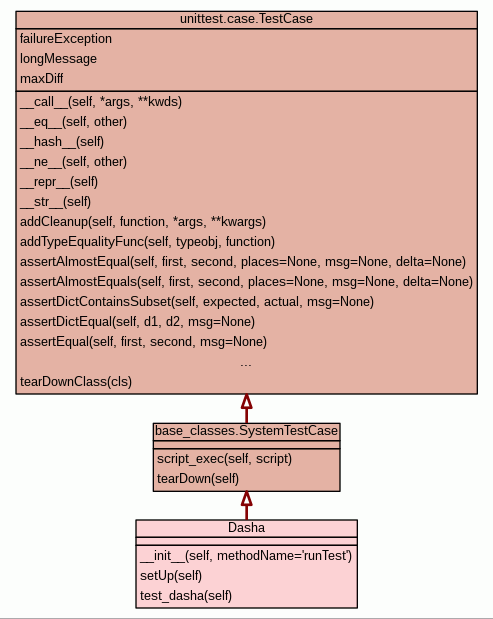 unittest.case.TestCase
failureException
longMessage
maxDiff
__call__(self, *args, **kwds)
__eq__(self, other)
__hash__(self)
__ne__(self, other)
__repr__(self)
__str__(self)
addCleanup(self, function, *args, **kwargs)
addTypeEqualityFunc(self, typeobj, function)
assertAlmostEqual(self, first, second, places=None, msg=None, delta=None)
assertAlmostEquals(self, first, second, places=None, msg=None, delta=None)
assertDictContainsSubset(self, expected, actual, msg=None)
assertDictEqual(self, d1, d2, msg=None)
assertEqual(self, first, second, msg=None)
...
tearDownClass(cls)
base_classes.SystemTestCase
script_exec(self, script)
tearDown(self)
Dasha
__init__(self, methodName='runTest')
setUp(self)
test_dasha(self)